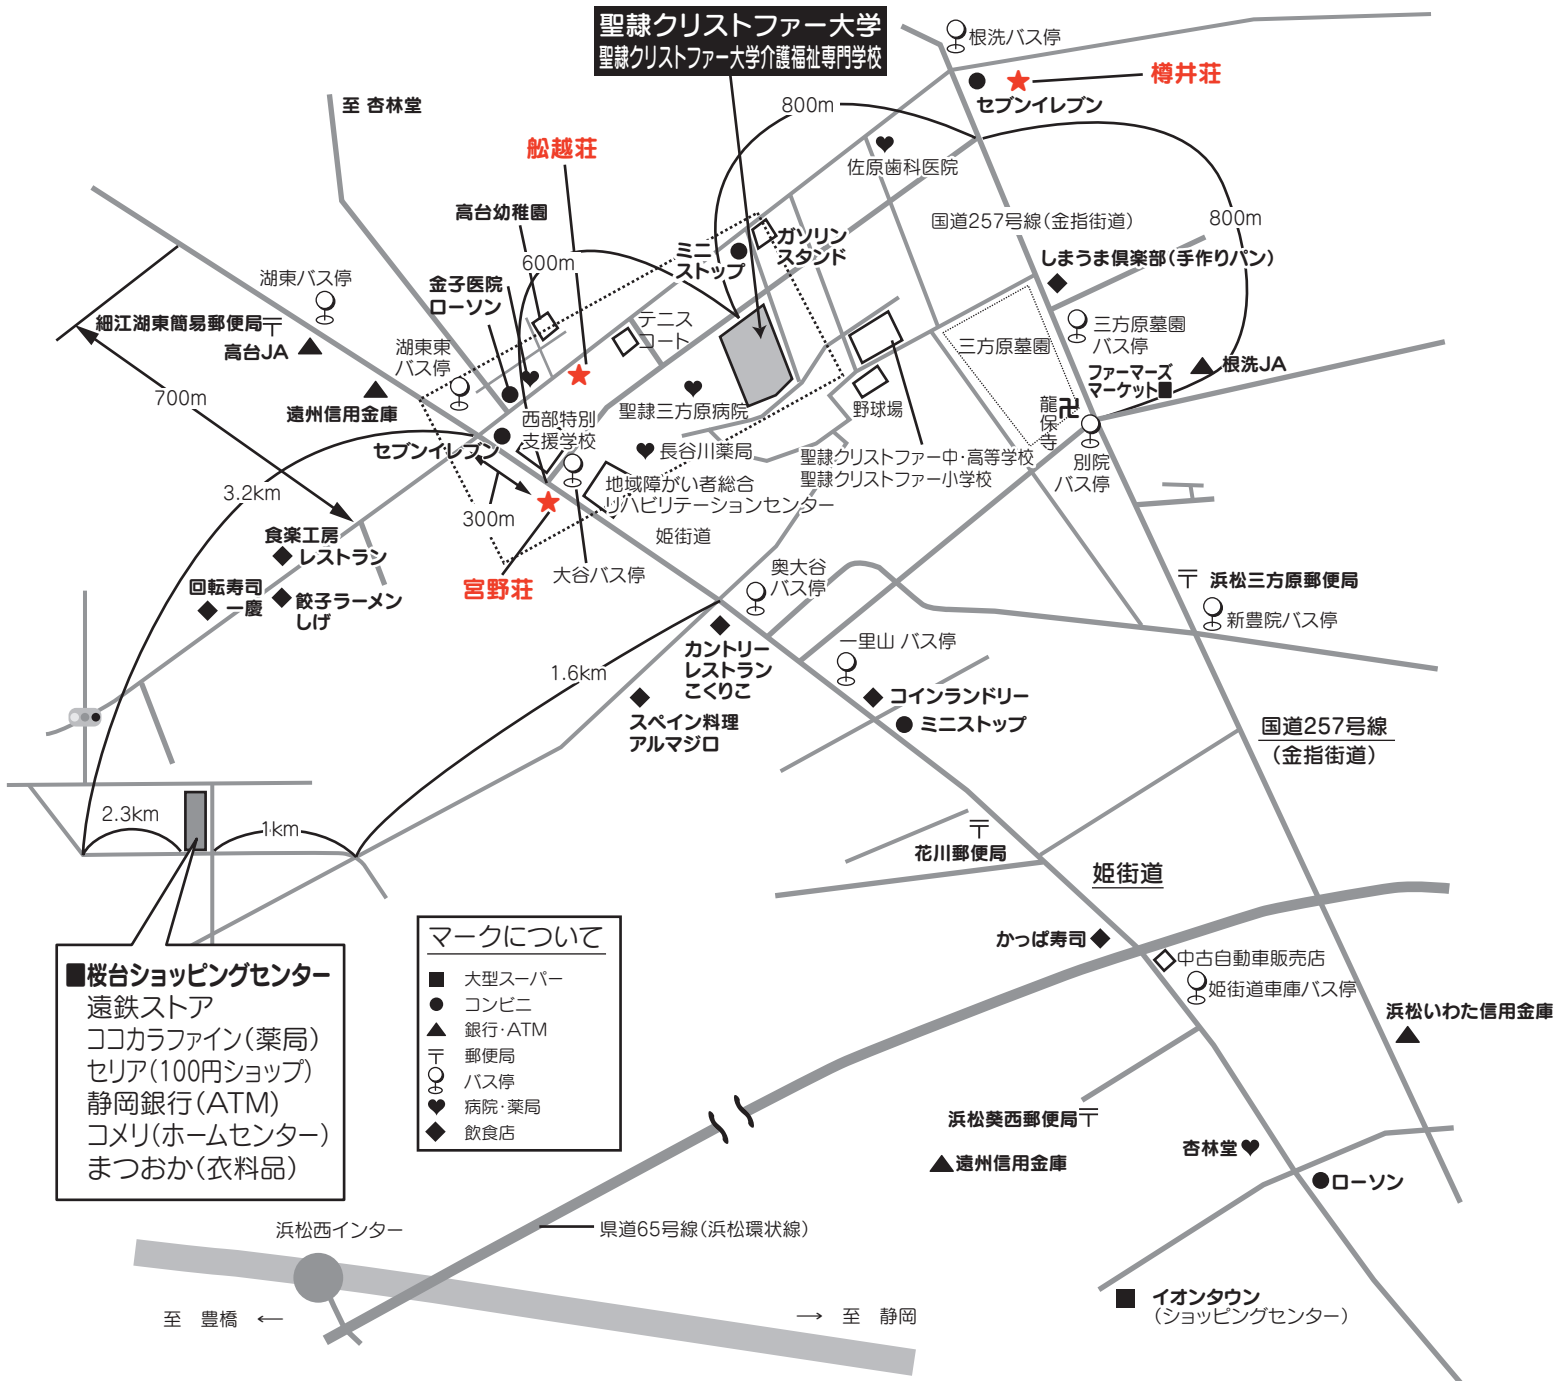 聖隷クリストファー大学
聖隷クリストファー大学介護福祉専門学校
根洗バス停
樽井荘
セブンイレブン
至 杏林堂
800m
舩越荘
佐原歯科医院
高台幼稚園
国道257号線(金指街道)
800m
600m
ミニ
ストップ
ガソリン
スタンド
しまうま倶楽部(手作りパン)
湖東バス停
金子医院
ローソン
細江湖東簡易郵便局〒
高台JA
湖東東
バス停
テニス
コート
三方原墓園
三方原墓園
バス停
根洗JA
ファーマーズ
マーケット■
700m
遠州信用金庫
西部特別
支援学校
聖隷三方原病院
野球場
龍保寺
卍
セブンイレブン
長谷川薬局
聖隷クリストファー中・高等学校
聖隷クリストファー小学校
別院
バス停
地域障がい者総合
リハビリテーションセンター
3.2km
300m
姫街道
食楽工房
レストラン
宮野荘
大谷バス停
奥大谷
バス停
〒 浜松三方原郵便局
回転寿司
一慶
餃子ラーメン
しげ
新豊院バス停
カントリー
レストラン
こくりこ
一里山 バス停
1.6km
スペイン料理
アルマジロ
コインランドリー
ミニストップ
国道257号線
(金指街道)
2.3km
1km
〒
花川郵便局
姫街道
かっぱ寿司
中古自動車販売店
姫街道車庫バス停
浜松いわた信用金庫
■桜台ショッピングセンター
遠鉄ストア
ココカラファイン(薬局)
セリア(100円ショップ)
静岡銀行(ATM)
コメリ(ホームセンター)
まつおか(衣料品)
マークについて
■ 大型スーパー
● コンビニ
▲ 銀行・ATM
〒 郵便局
バス停
♥ 病院・薬局
◆ 飲食店
浜松葵西郵便局〒
遠州信用金庫
杏林堂
ローソン
浜松西インター
県道65号線(浜松環状線)
至 豊橋 ←
→ 至 静岡
イオンタウン
(ショッピングセンター)